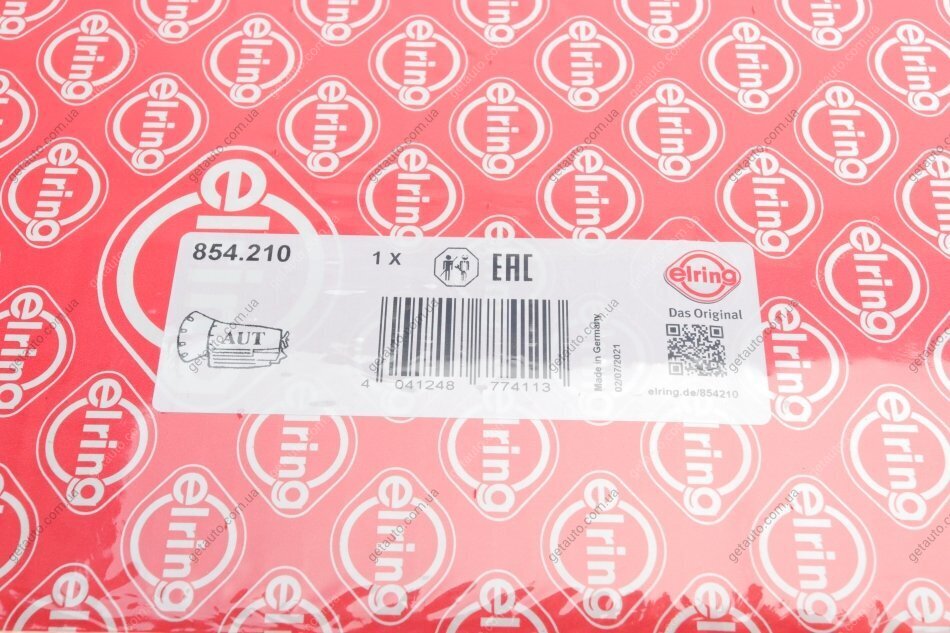 854.210
1 X
EAC
elring
Das Original
AUT
4 041248 774113
Made in Germany
02/07/2021
elring.de/854210
elring
getauto.com.ua